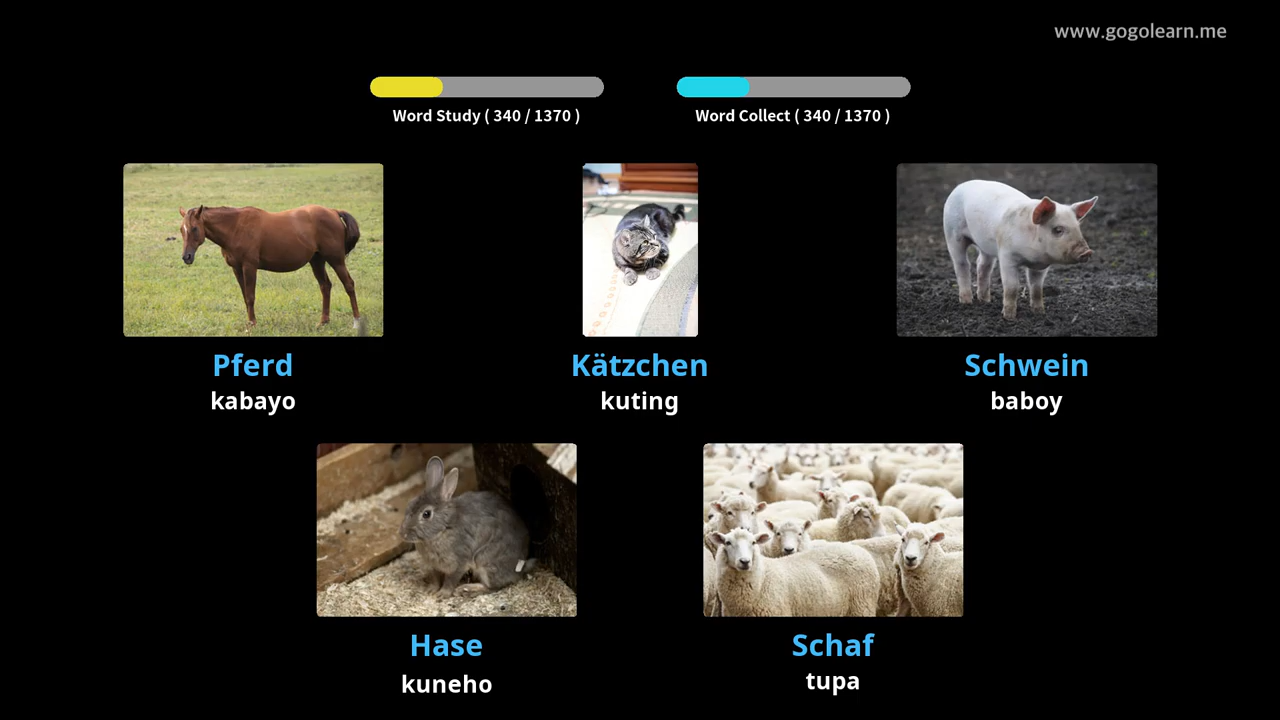 www.gogolearn.me
Word Study ( 340 / 1370 )
Word Collect ( 340 / 1370 )
Pferd
kabayo
Kätzchen
kuting
Schwein
baboy
Hase
kuneho
Schaf
tupa